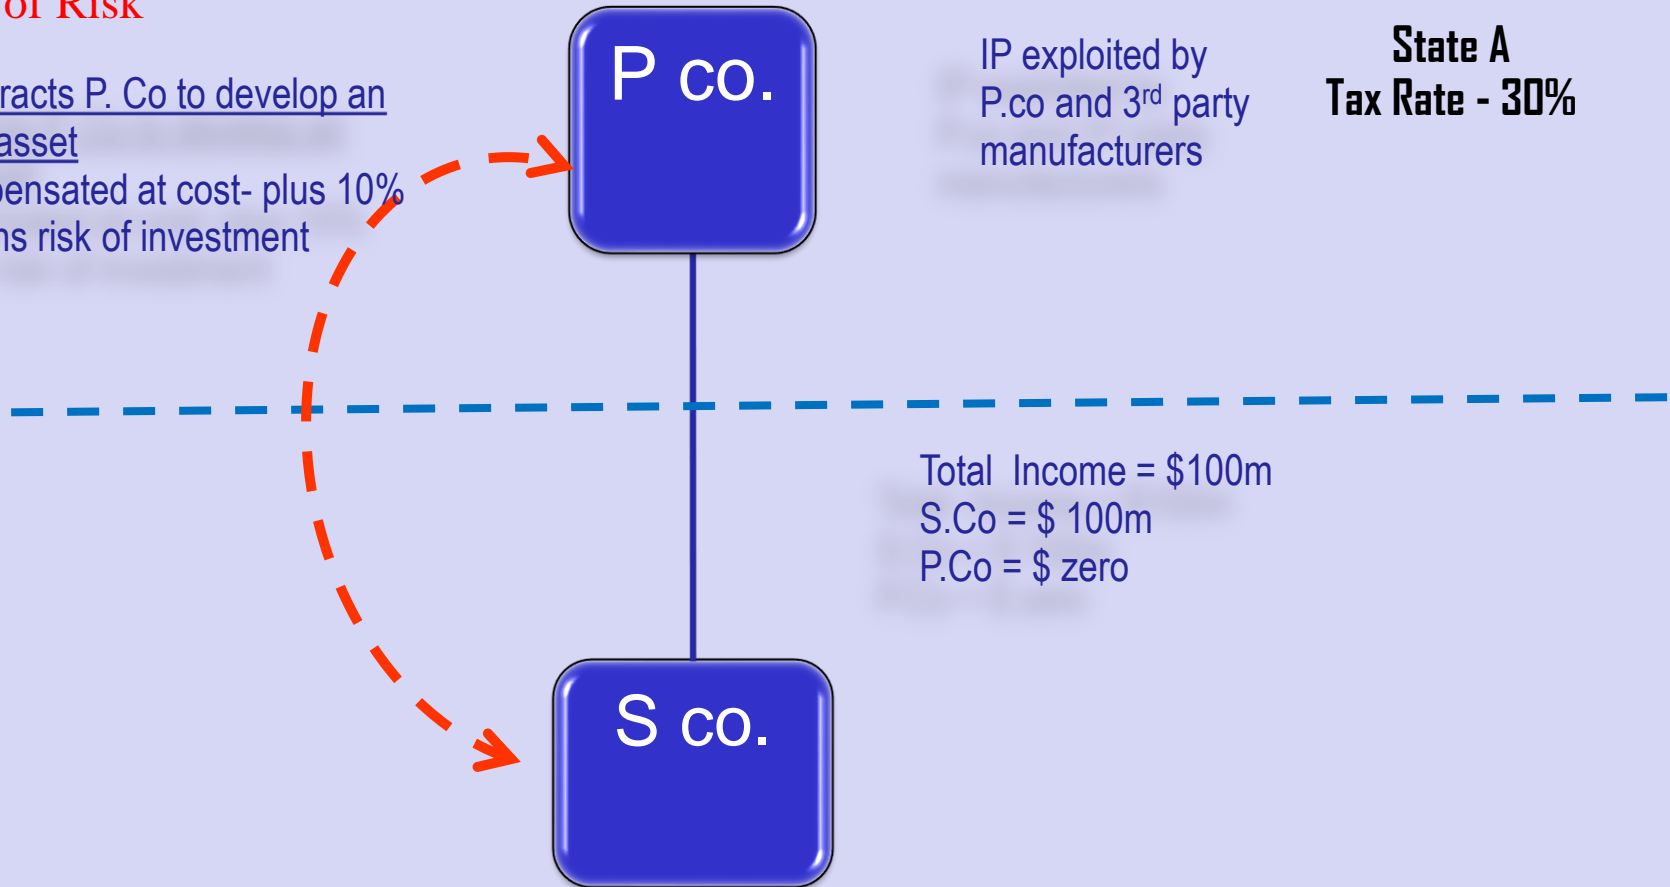 of Risk
racts P. Co to develop an
asset
pensated at cost- plus 10%
ns risk of investment
P co.
IP exploited by
P.co and 3rd party
manufacturers
State A
Tax Rate - 30%
Total Income = $100m
S.Co = $ 100m
P.Co = $ zero
S co.